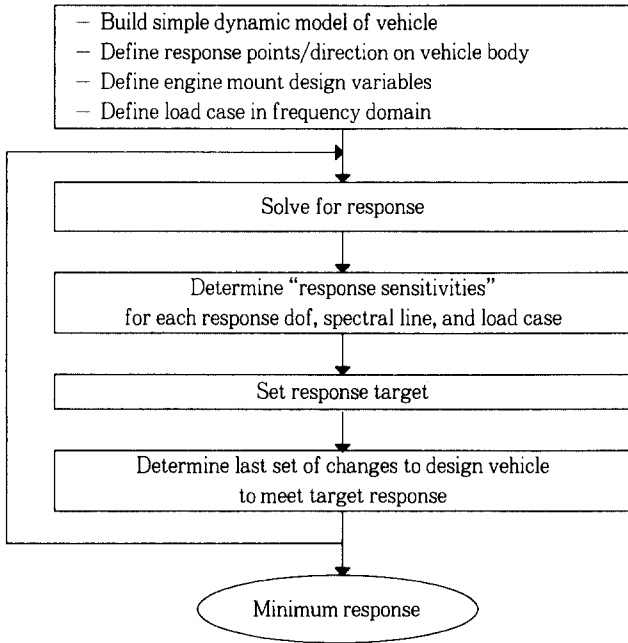 – Build simple dynamic model of vehicle
– Define response points/direction on vehicle body
– Define engine mount design variables
– Define load case in frequency domain
Solve for response
Determine “response sensitivities”
for each response dof, spectral line, and load case
Set response target
Determine last set of changes to design vehicle
to meet target response
Minimum response